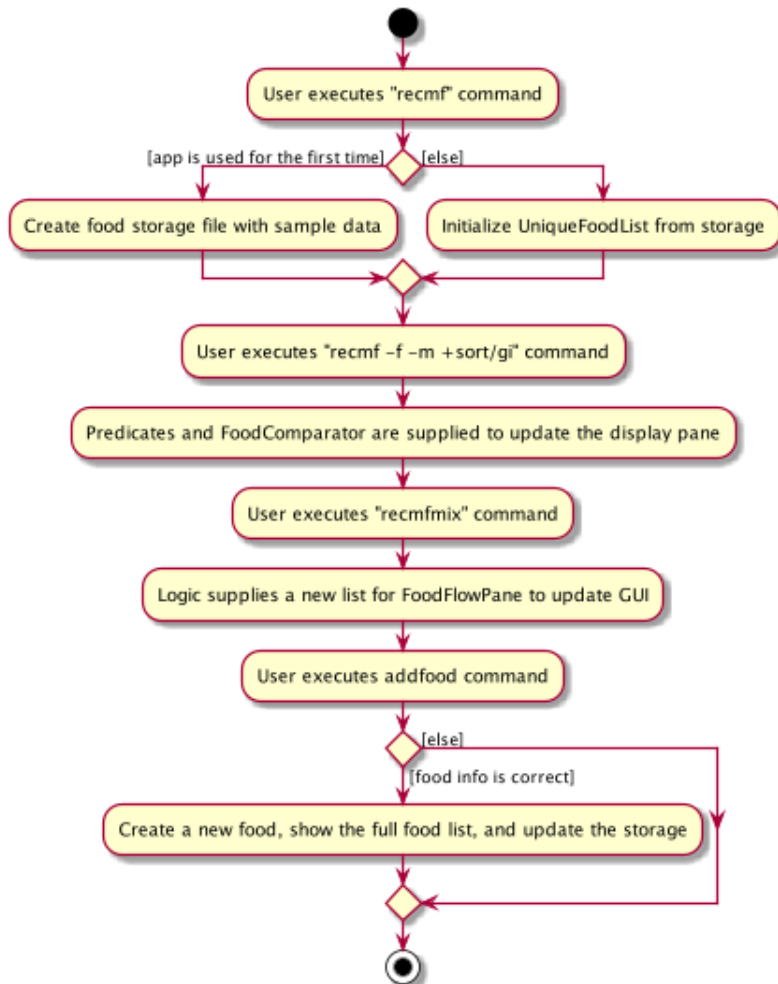 User executes "recmf" command
[app is used for the first time]
[else]
Create food storage file with sample data
Initialize UniqueFoodList from storage
User executes "recmf -f -m +sort/gi" command
Predicates and FoodComparator are supplied to update the display pane
User executes "recmfmix" command
Logic supplies a new list for FoodFlowPane to update GUI
User executes addfood command
[else]
[food info is correct]
Create a new food, show the full food list, and update the storage